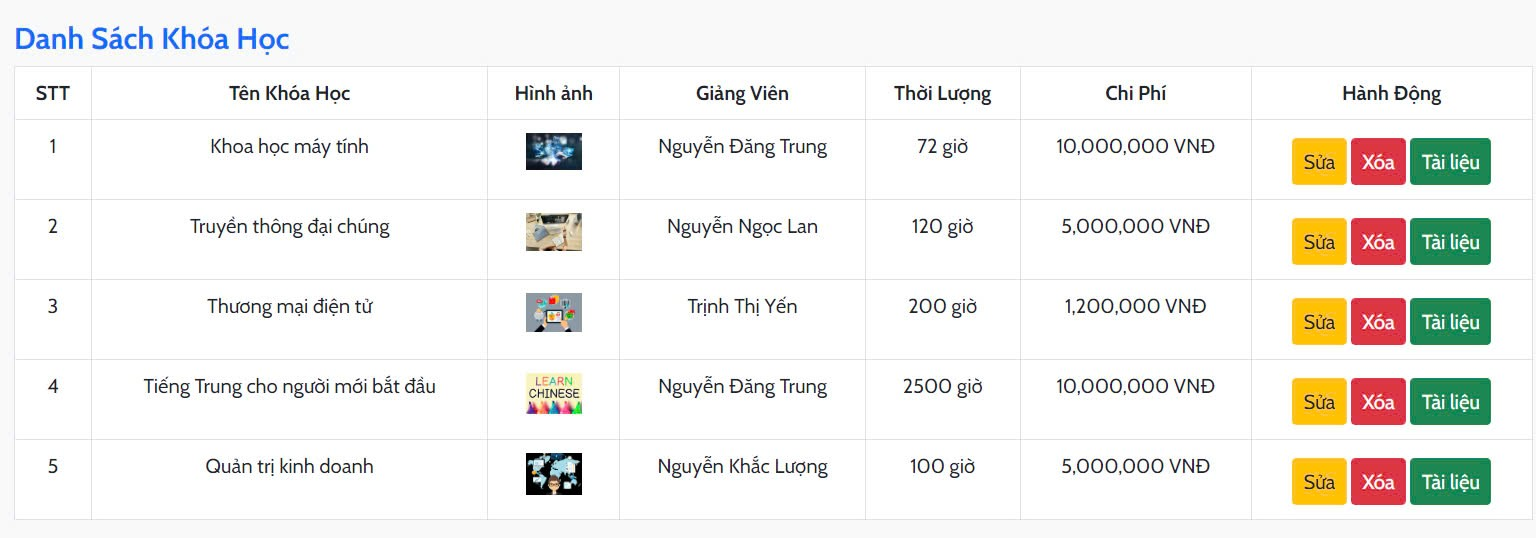 Danh Sách Khóa Học
STT Tên Khóa Học Hình ảnh Giảng Viên Thời Lượng Chi Phí Hành Động
1 Khoa học máy tính Nguyễn Đăng Trung 72 giờ 10,000,000 VNĐ Sửa Xóa Tài liệu
2 Truyền thông đại chúng Nguyễn Ngọc Lan 120 giờ 5,000,000 VNĐ Sửa Xóa Tài liệu
3 Thương mại điện tử Trịnh Thị Yến 200 giờ 1,200,000 VNĐ Sửa Xóa Tài liệu
4 Tiếng Trung cho người mới bắt đầu LEARN CHINESE Nguyễn Đăng Trung 2500 giờ 10,000,000 VNĐ Sửa Xóa Tài liệu
5 Quản trị kinh doanh Nguyễn Khắc Lượng 100 giờ 5,000,000 VNĐ Sửa Xóa Tài liệu